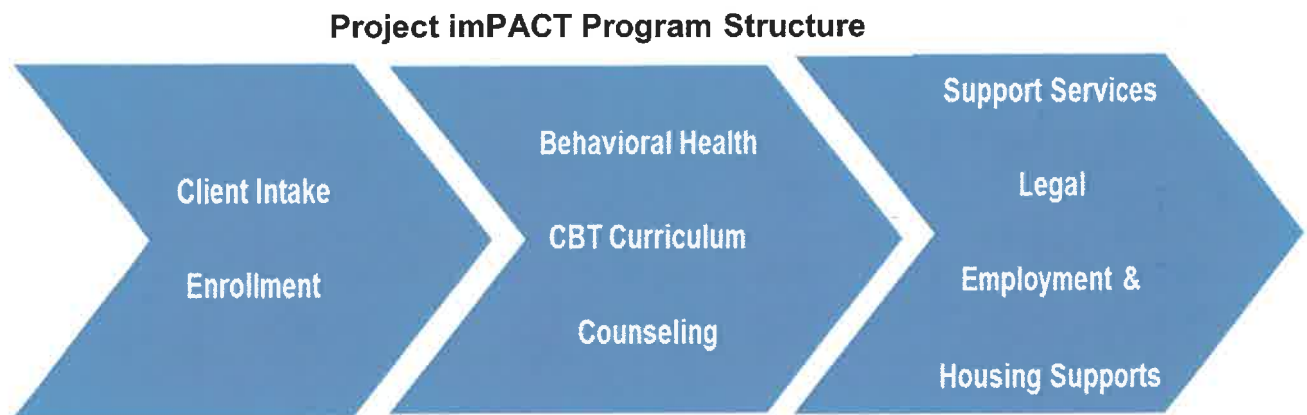 Project imPACT Program Structure
Client Intake
Enrollment
Behavioral Health
CBT Curriculum
Counseling
Support Services
Legal
Employment &
Housing Supports